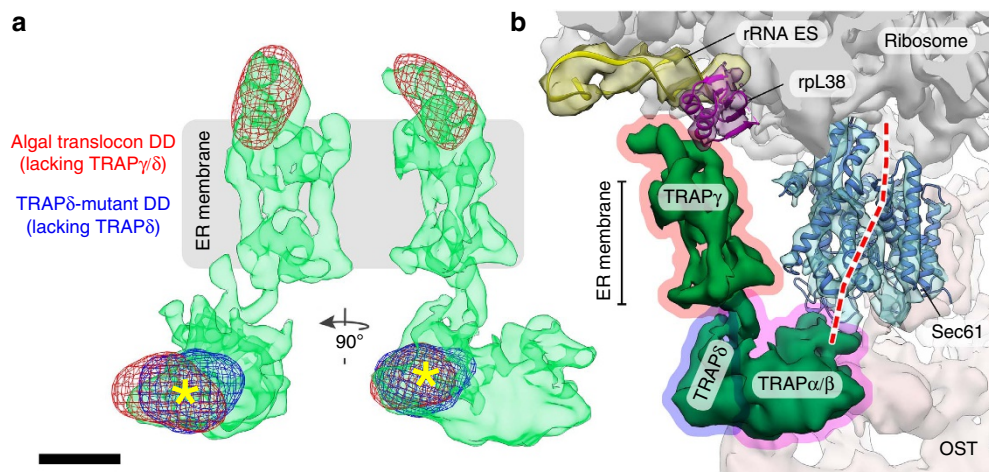 a
Algal translocon DD
(lacking TRAPγ/δ)
TRAPδ-mutant DD
(lacking TRAPδ)
ER membrane
90°
b
rRNA ES
Ribosome
rpL38
TRAPγ
ER membrane
Sec61
TRAPδ
TRAPα/β
OST